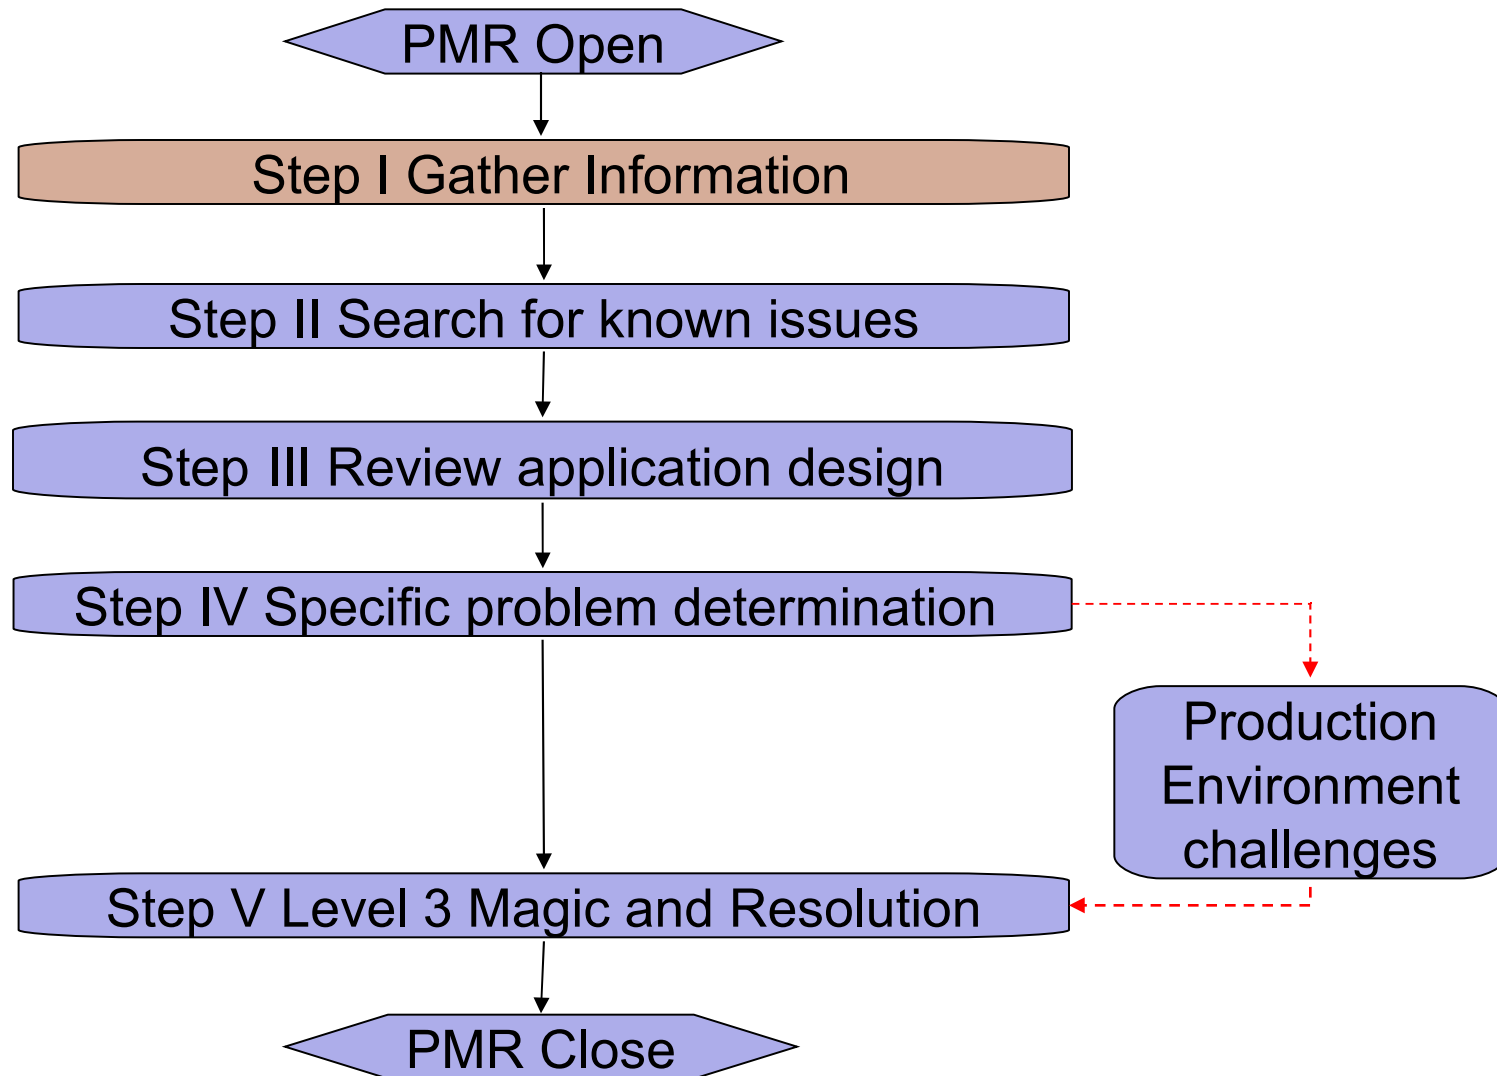 PMR Open
Step I Gather Information
Step II Search for known issues
Step III Review application design
Step IV Specific problem determination
Production
Environment
challenges
Step V Level 3 Magic and Resolution
PMR Close